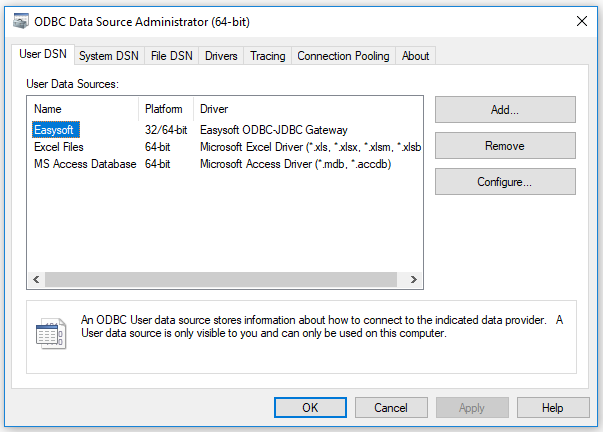 ODBC Data Source Administrator (64-bit)
User DSN System DSN File DSN Drivers Tracing Connection Pooling About
User Data Sources:
Name Platform Driver
Easysoft 32/64-bit Easysoft ODBC-JDBC Gateway
Excel Files 64-bit Microsoft Excel Driver (*.xls, *.xlsx, *.xlsm, *.xlsb
MS Access Database 64-bit Microsoft Access Driver (*.mdb, *.accdb)
Add...
Remove
Configure...
An ODBC User data source stores information about how to connect to the indicated data provider. A
User data source is only visible to you and can only be used on this computer.
OK Cancel Apply Help